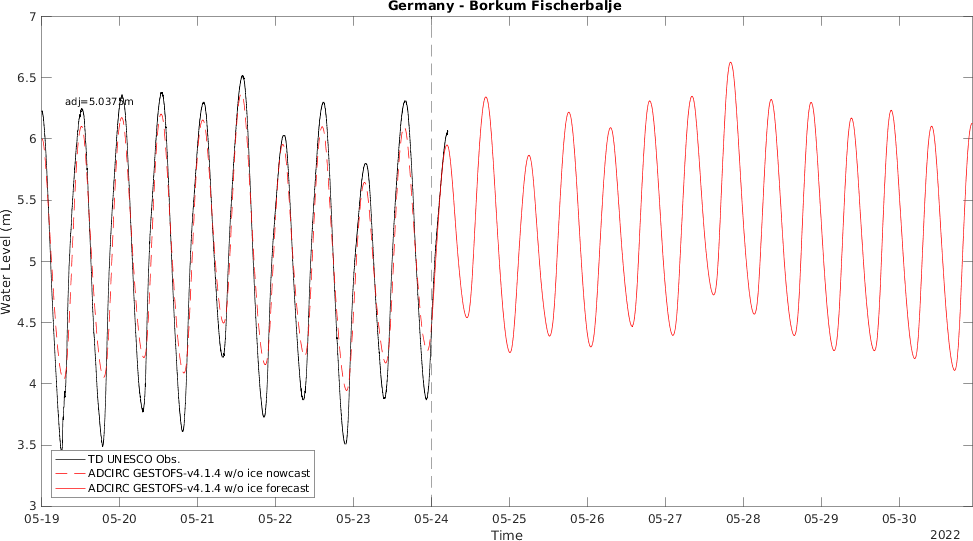 Germany - Borkum Fischerbalje
7
6.5
adj=5.0375m
6
5.5
5
4.5
4
3.5
3
Water Level (m)
TD UNESCO Obs.
ADCIRC GESTOFS-v4.1.4 w/o ice nowcast
ADCIRC GESTOFS-v4.1.4 w/o ice forecast
05-19 05-20 05-21 05-22 05-23 05-24 05-25 05-26 05-27 05-28 05-29 05-30
Time
2022